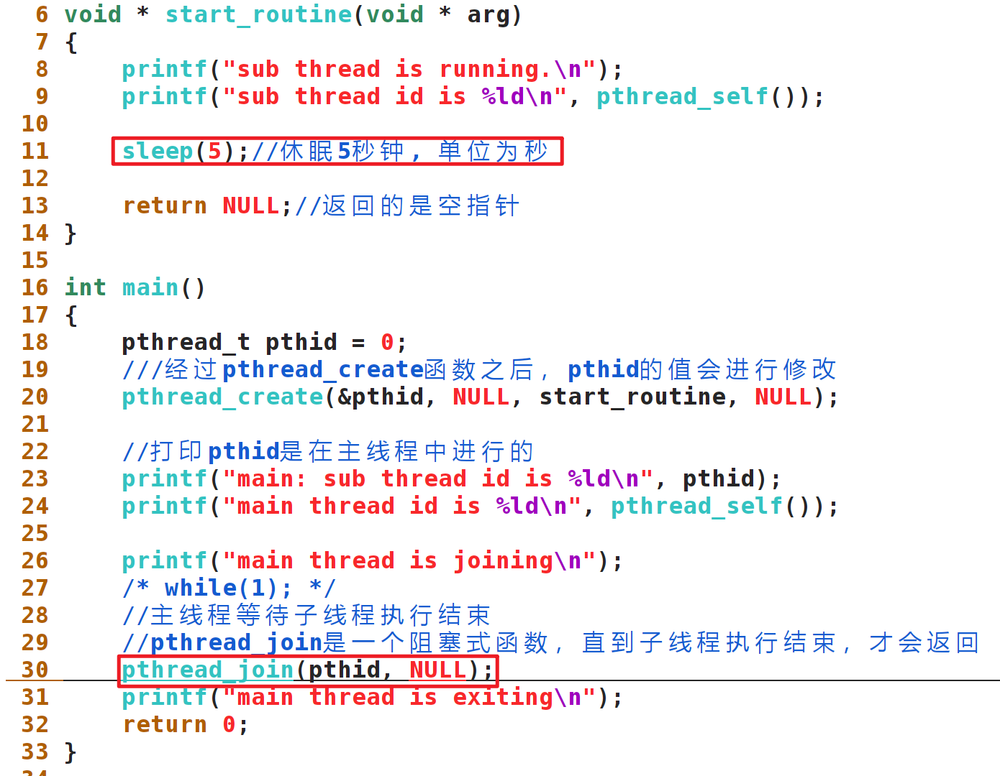 6 void * start_routine(void * arg)
7 {
8     printf("sub thread is running.\n");
9     printf("sub thread id is %ld\n", pthread_self());
10
11     sleep(5);//休眠5秒钟, 单位为秒
12
13     return NULL;//返回的是空指针
14 }
15
16 int main()
17 {
18     pthread_t pthid = 0;
19     ///经过pthread_create函数之后, pthid的值会进行修改
20     pthread_create(&pthid, NULL, start_routine, NULL);
21
22     //打印pthid是在主线程中进行的
23     printf("main: sub thread id is %ld\n", pthid);
24     printf("main thread id is %ld\n", pthread_self());
25
26     printf("main thread is joining\n");
27     /* while(1); */
28     //主线程等待子线程执行结束
29     //pthread_join是一个阻塞式函数, 直到子线程执行结束, 才会返回
30     pthread_join(pthid, NULL);
31     printf("main thread is exiting\n");
32     return 0;
33 }
34